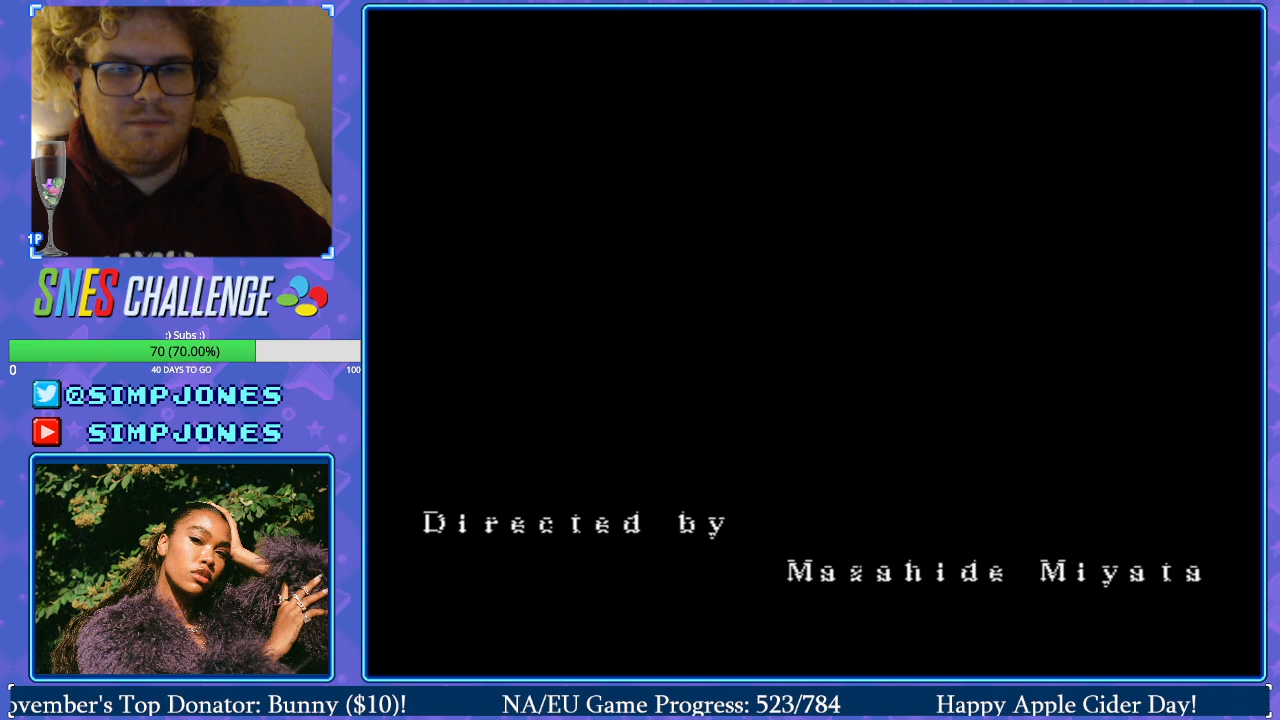 1P
SNES CHALLENGE
:) Subs :)
70 (70.00%)
0 40 DAYS TO GO 100
@SIMPJONES
SIMPJONES
Directed by
Masahide Miyata
ovember's Top Donator: Bunny ($10)! NA/EU Game Progress: 523/784 Happy Apple Cider Day!